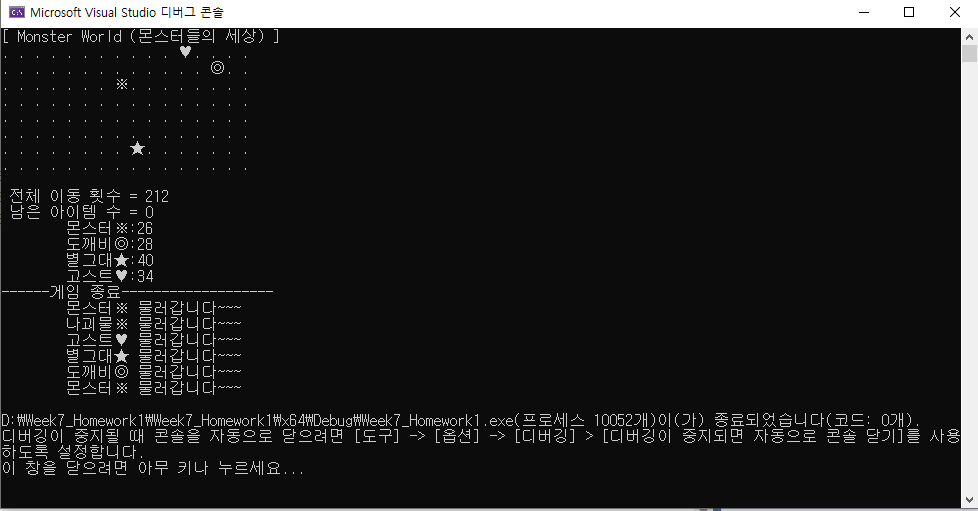 Microsoft Visual Studio 디버그 콘솔
[ Monster World (몬스터들의 세상) ]
. . . . . . . . . . . ♥. . . .
. . . . . . . . . . . . . ◎. .
. . . . . . . ※. . . . . . . .
. . . . . . . . . . . . . . . .
. . . . . . . . . . . . . . . .
. . . . . . . . . . . . . . . .
. . . . . . . . ★. . . . . . .
. . . . . . . . . . . . . . . .
전체 이동 횟수 = 212
남은 아이템 수 = 0
몬스터※:26
도깨비◎:28
별그대★:40
고스트♥:34
------게임 종료-------------------
몬스터※ 물러갑니다~~~
나괴물※ 물러갑니다~~~
고스트♥ 물러갑니다~~~
별그대★ 물러갑니다~~~
도깨비◎ 물러갑니다~~~
몬스터※ 물러갑니다~~~
D:\Week7_Homework1\Week7_Homework1\x64\Debug\Week7_Homework1.exe(프로세스 10052개)이(가) 종료되었습니다(코드: 0개).
디버깅이 중지될 때 콘솔을 자동으로 닫으려면 [도구] -> [옵션] -> [디버깅] > [디버깅이 중지되면 자동으로 콘솔 닫기]를 사용
하도록 설정합니다.
이 창을 닫으려면 아무 키나 누르세요...